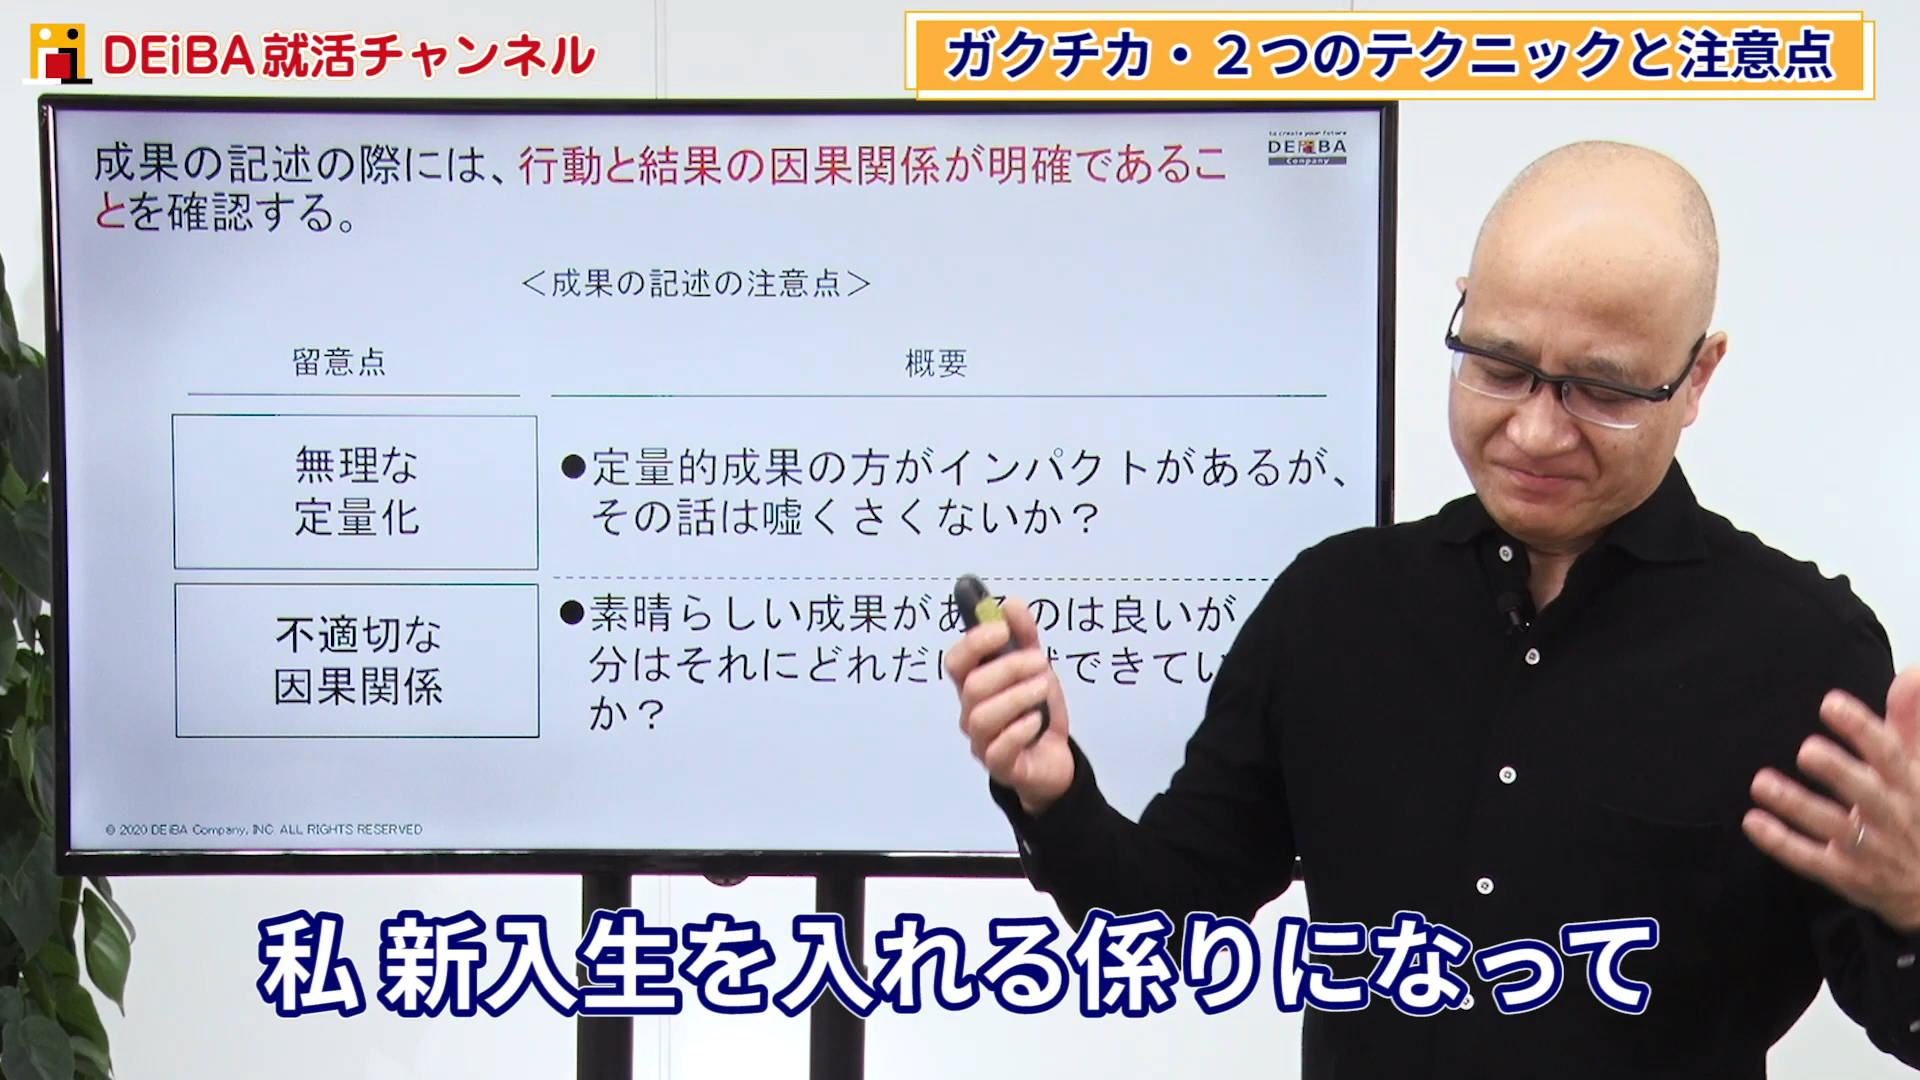 DEiBA就活チャンネル
ガクチカ・2つのテクニックと注意点
成果の記述の際には、行動と結果の因果関係が明確であるこ
とを確認する。
to create your future
DEiBA
Company
＜成果の記述の注意点＞
留意点
概要
無理な
定量化
●定量的成果の方がインパクトがあるが、
その話は嘘くさくないか？
不適切な
因果関係
●素晴らしい成果があるのは良いが
分はそれにどれだけ できてい
か？
© 2020 DEiBA Company, INC. ALL RIGHTS RESERVED
私 新入生を入れる係りになって